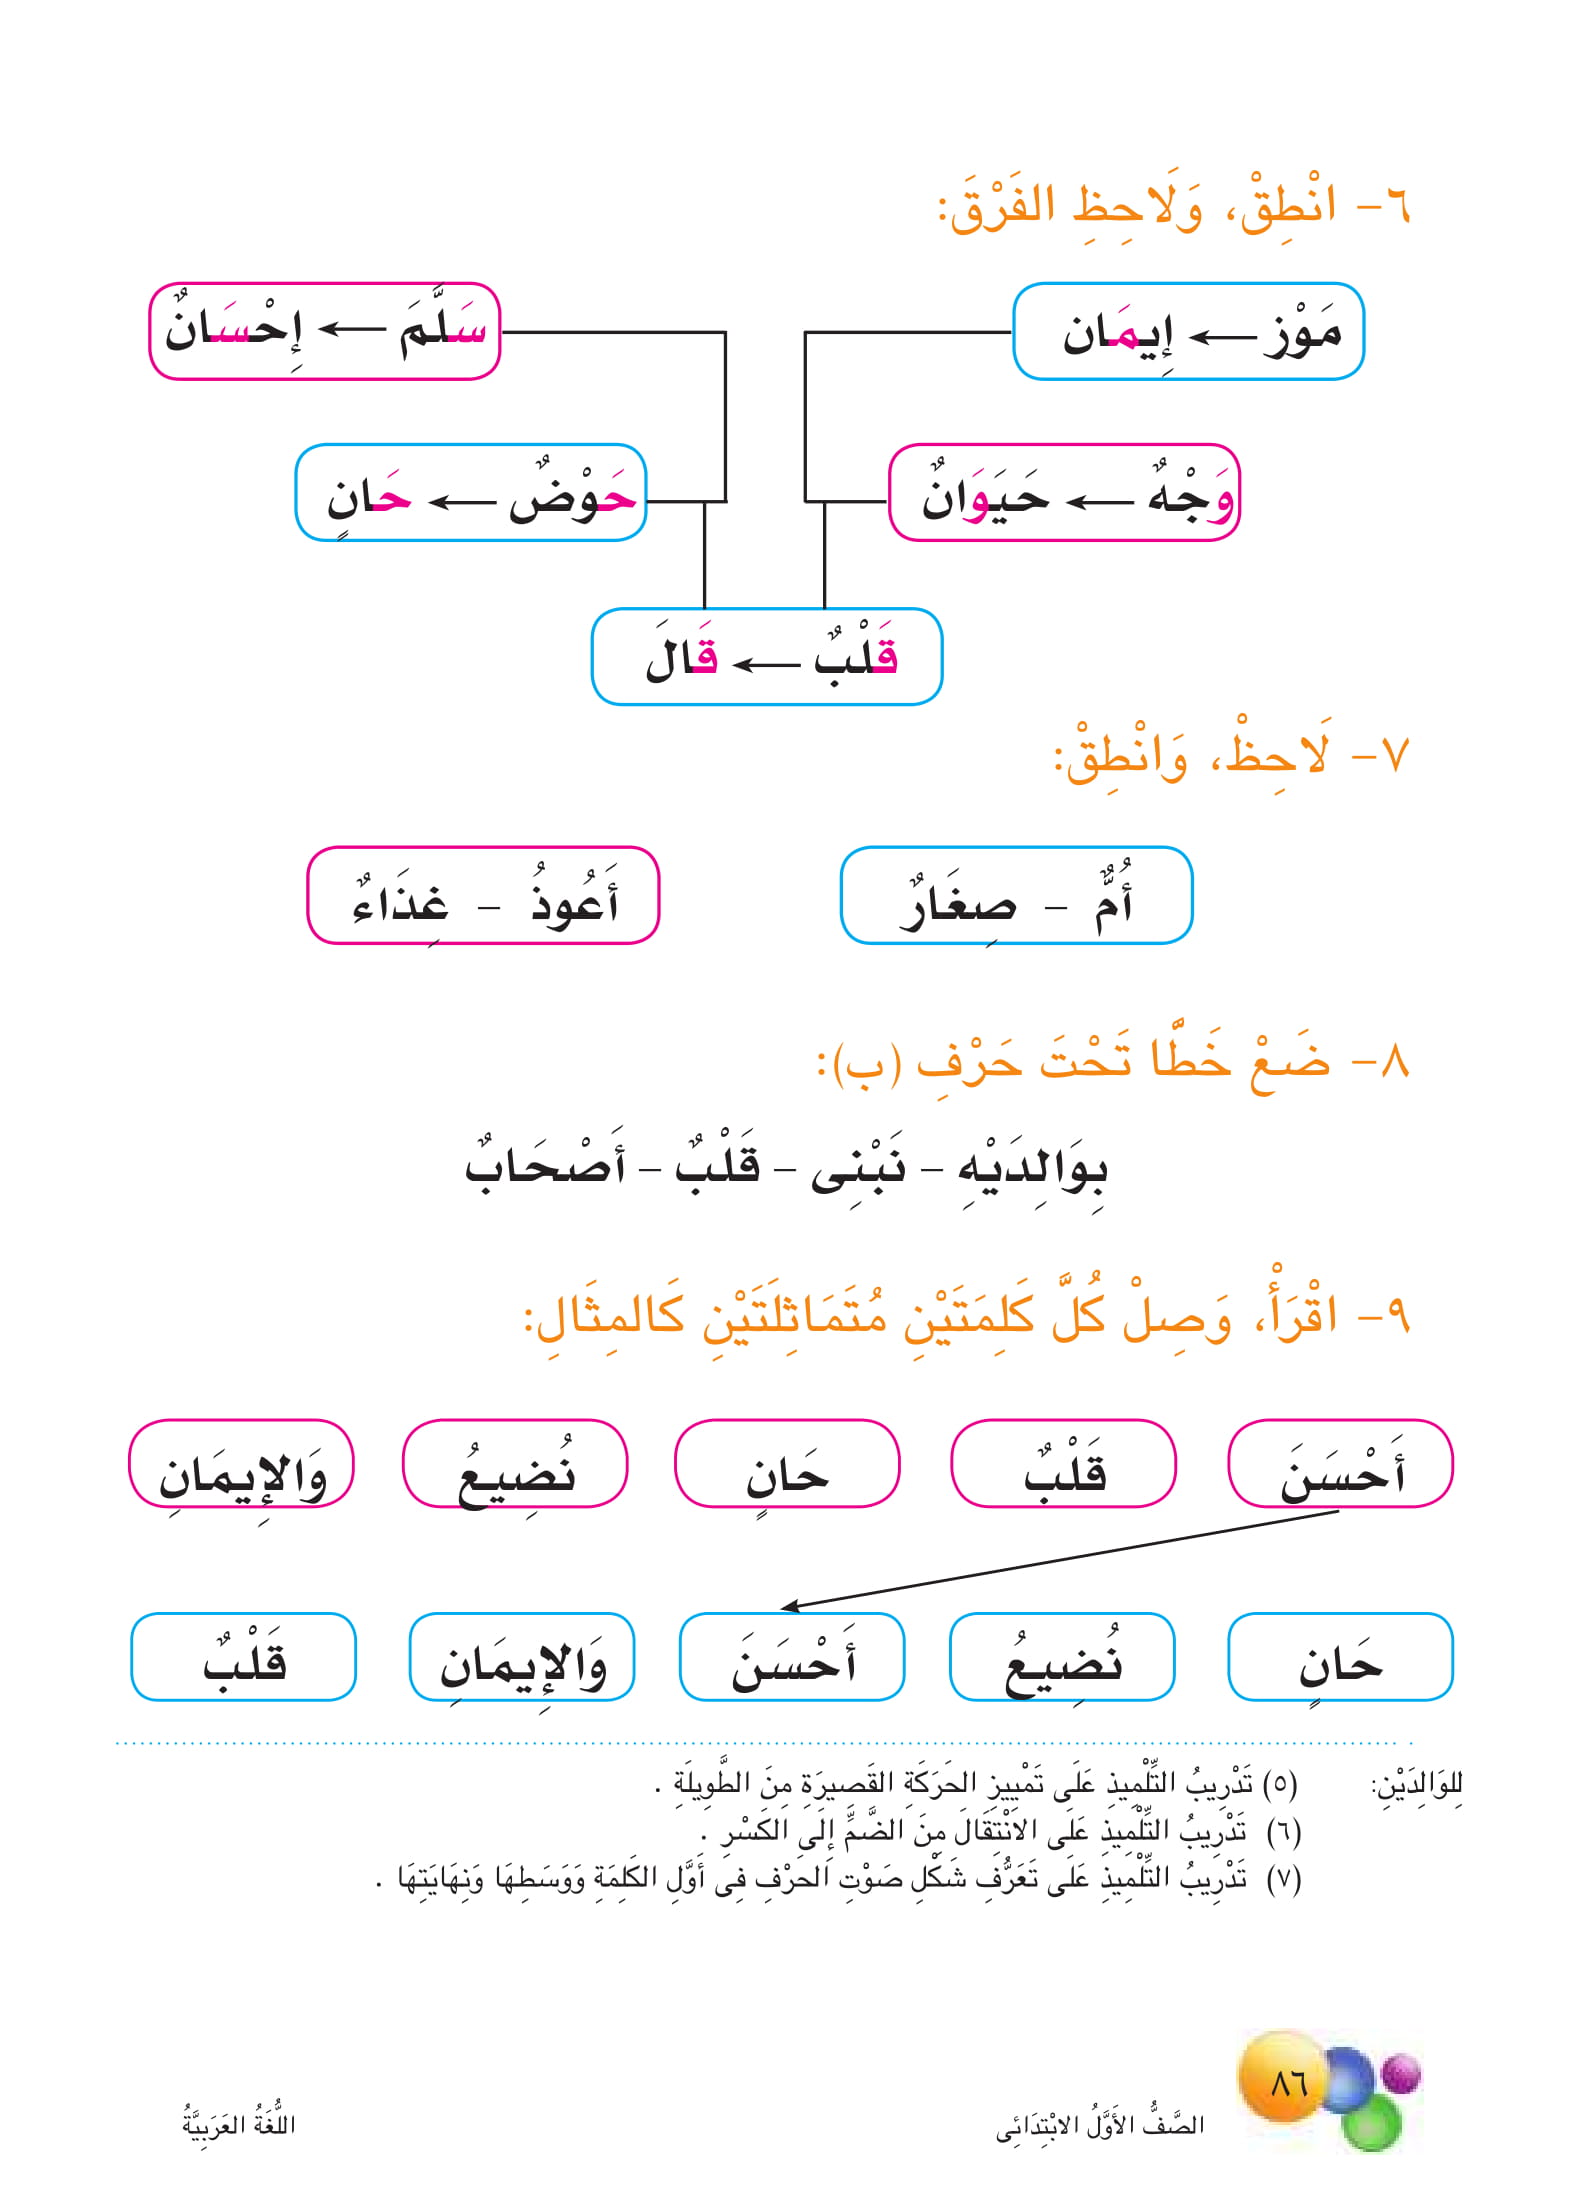 ٦- انْطِقْ، وَلَاحِظِ الفَرْقَ:
مَوْز ← إِيمَان
سَلَّمَ ← إِحْسَانٌ
وَجْهٌ ← حَيَوَانٌ
حَوْضٌ ← حَانٍ
قَلْبٌ ← قَالَ
٧- لَاحِظْ، وَانْطِقْ:
أُمٌّ - صِغَارٌ
أَعُوذُ - غِذَاءٌ
٨- ضَعْ خَطًّا تَحْتَ حَرْفِ (ب):
بِوَالِدَيْهِ - نَبْنِى - قَلْبٌ - أَصْحَابٌ
٩- اقْرَأْ، وَصِلْ كُلَّ كَلِمَتَيْنِ مُتَمَاثِلَتَيْنِ كَالمِثَالِ:
أَحْسَنَ قَلْبٌ حَانٍ نُضِيعُ وَالإِيمَانِ
حَانٍ نُضِيعُ أَحْسَنَ وَالإِيمَانِ قَلْبٌ
لِلوَالِدَيْنِ: (٥) تَدْرِيبُ التِّلْمِيذِ عَلَى تَمْيِيزِ الحَرَكَةِ القَصِيرَةِ مِنَ الطَّوِيلَةِ .
(٦) تَدْرِيبُ التِّلْمِيذِ عَلَى الانْتِقَالَ مِنَ الضَّمِّ إِلَى الكَسْرِ .
(٧) تَدْرِيبُ التِّلْمِيذِ عَلَى تَعَرُّفِ شَكْلِ صَوْتِ الحَرْفِ فِى أَوَّلِ الكَلِمَةِ وَوَسَطِهَا وَنِهَايَتِهَا .
٨٦
الصَّفُّ الأَوَّلُ الابْتِدَائِى
اللُّغَةُ العَرَبِيَّةُ